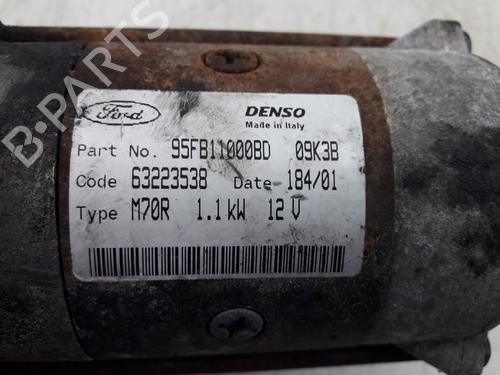 B-PARTS
Ford
DENSO
Made in Italy
Part No. 95FB11000BD 09K3B
Code 63223538 Date 184/01
Type M70R 1.1kW 12V